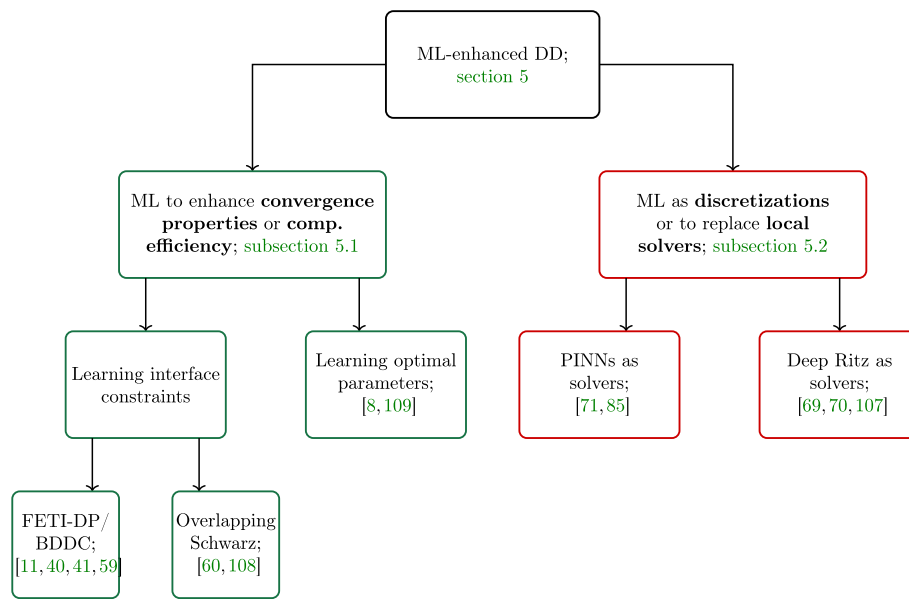 ML-enhanced DD;
section 5
ML to enhance convergence
properties or comp.
efficiency; subsection 5.1
ML as discretizations
or to replace local
solvers; subsection 5.2
Learning interface
constraints
Learning optimal
parameters;
[8, 109]
PINNs as
solvers;
[71, 85]
Deep Ritz as
solvers;
[69, 70, 107]
FETI-DP/
BDDC;
[11, 40, 41, 59]
Overlapping
Schwarz;
[60, 108]